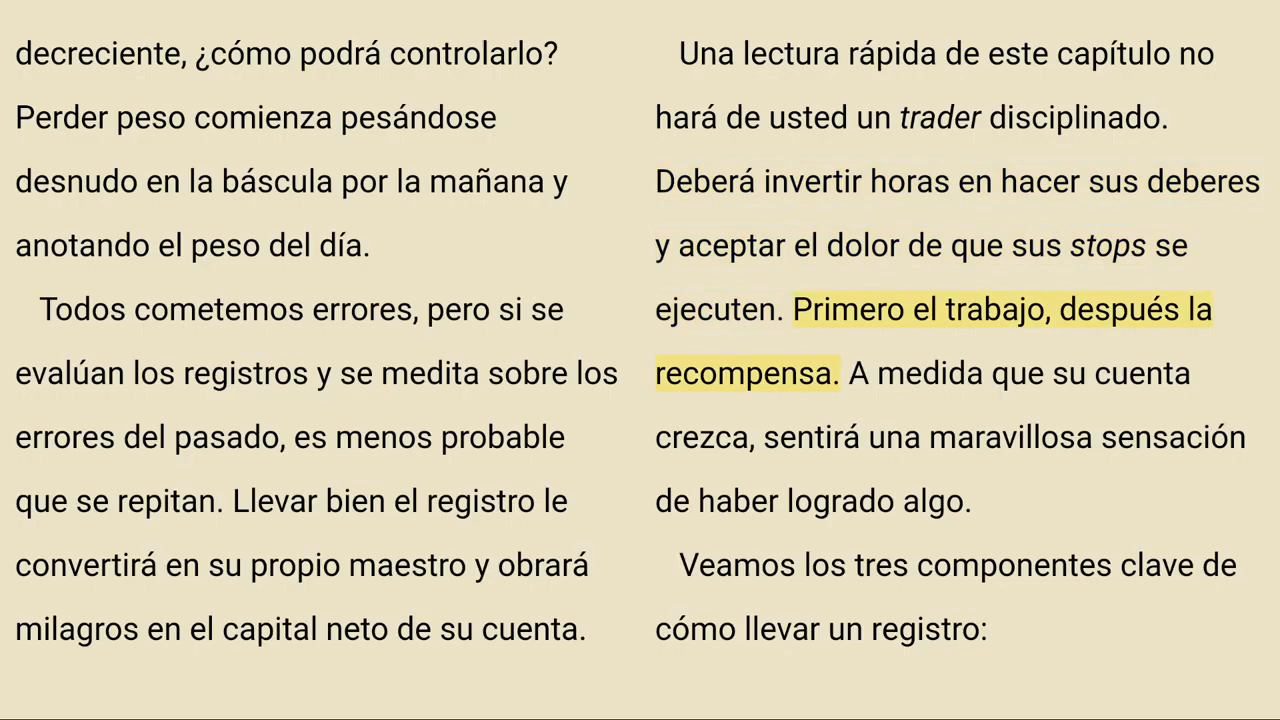 decreciente, ¿cómo podrá controlarlo?
Perder peso comienza pesándose
desnudo en la báscula por la mañana y
anotando el peso del día.
Todos cometemos errores, pero si se
evalúan los registros y se medita sobre los
errores del pasado, es menos probable
que se repitan. Llevar bien el registro le
convertirá en su propio maestro y obrará
milagros en el capital neto de su cuenta.
Una lectura rápida de este capítulo no
hará de usted un trader disciplinado.
Deberá invertir horas en hacer sus deberes
y aceptar el dolor de que sus stops se
ejecuten. Primero el trabajo, después la
recompensa. A medida que su cuenta
crezca, sentirá una maravillosa sensación
de haber logrado algo.
Veamos los tres componentes clave de
cómo llevar un registro: